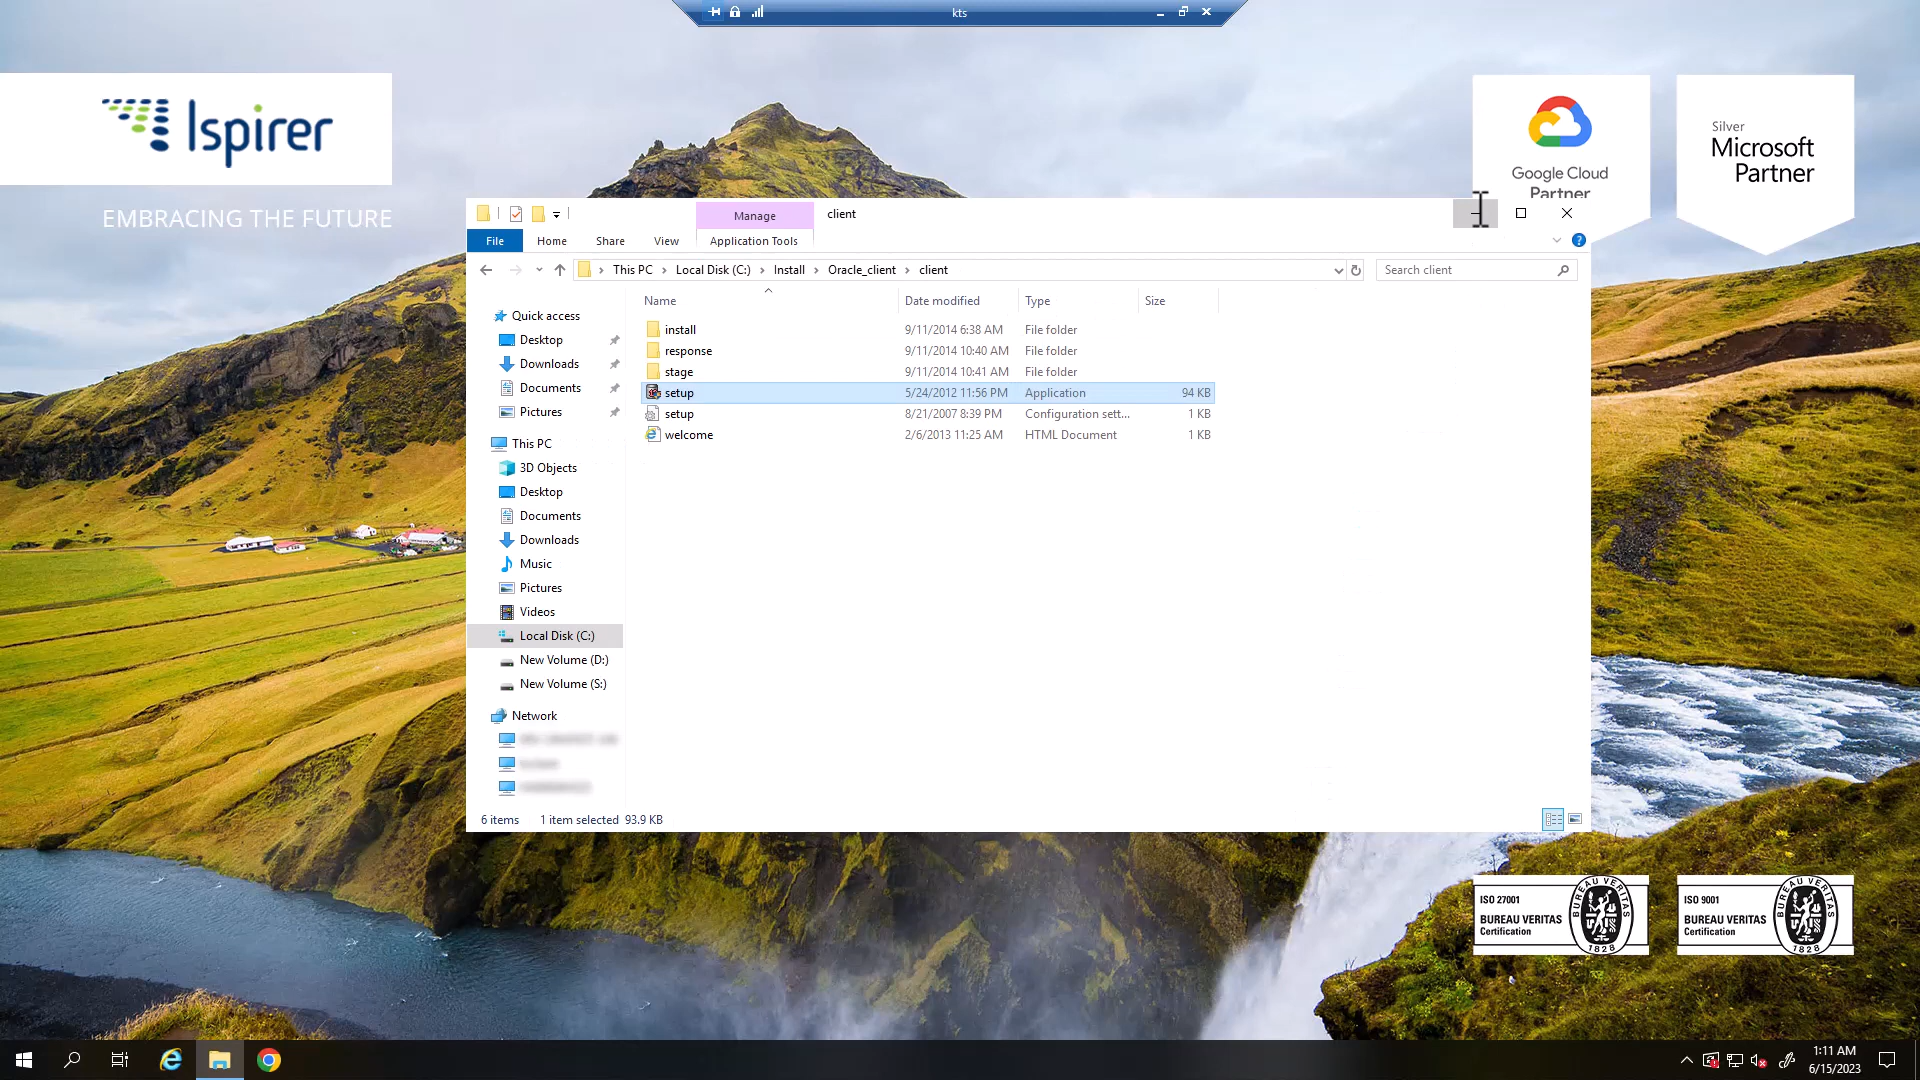 kts
Ispirer
EMBRACING THE FUTURE
Google Cloud
Partner
Silver
Microsoft
Partner
Manage
client
File
Home
Share
View
Application Tools
This PC
Local Disk (C:)
Install
Oracle_client
client
Search client
Name
Date modified
Type
Size
install 9/11/2014 6:38 AM File folder
response 9/11/2014 10:40 AM File folder
stage 9/11/2014 10:41 AM File folder
setup 5/24/2012 11:56 PM Application 94 KB
setup 8/21/2007 8:39 PM Configuration sett... 1 KB
welcome 2/6/2013 11:25 AM HTML Document 1 KB
Quick access
Desktop
Downloads
Documents
Pictures
This PC
3D Objects
Desktop
Documents
Downloads
Music
Pictures
Videos
Local Disk (C:)
New Volume (D:)
New Volume (S:)
Network
6 items 1 item selected 93.9 KB
ISO 27001
BUREAU VERITAS
Certification
BUREAU VERITAS
1828
ISO 9001
BUREAU VERITAS
Certification
BUREAU VERITAS
1828
1:11 AM
6/15/2023